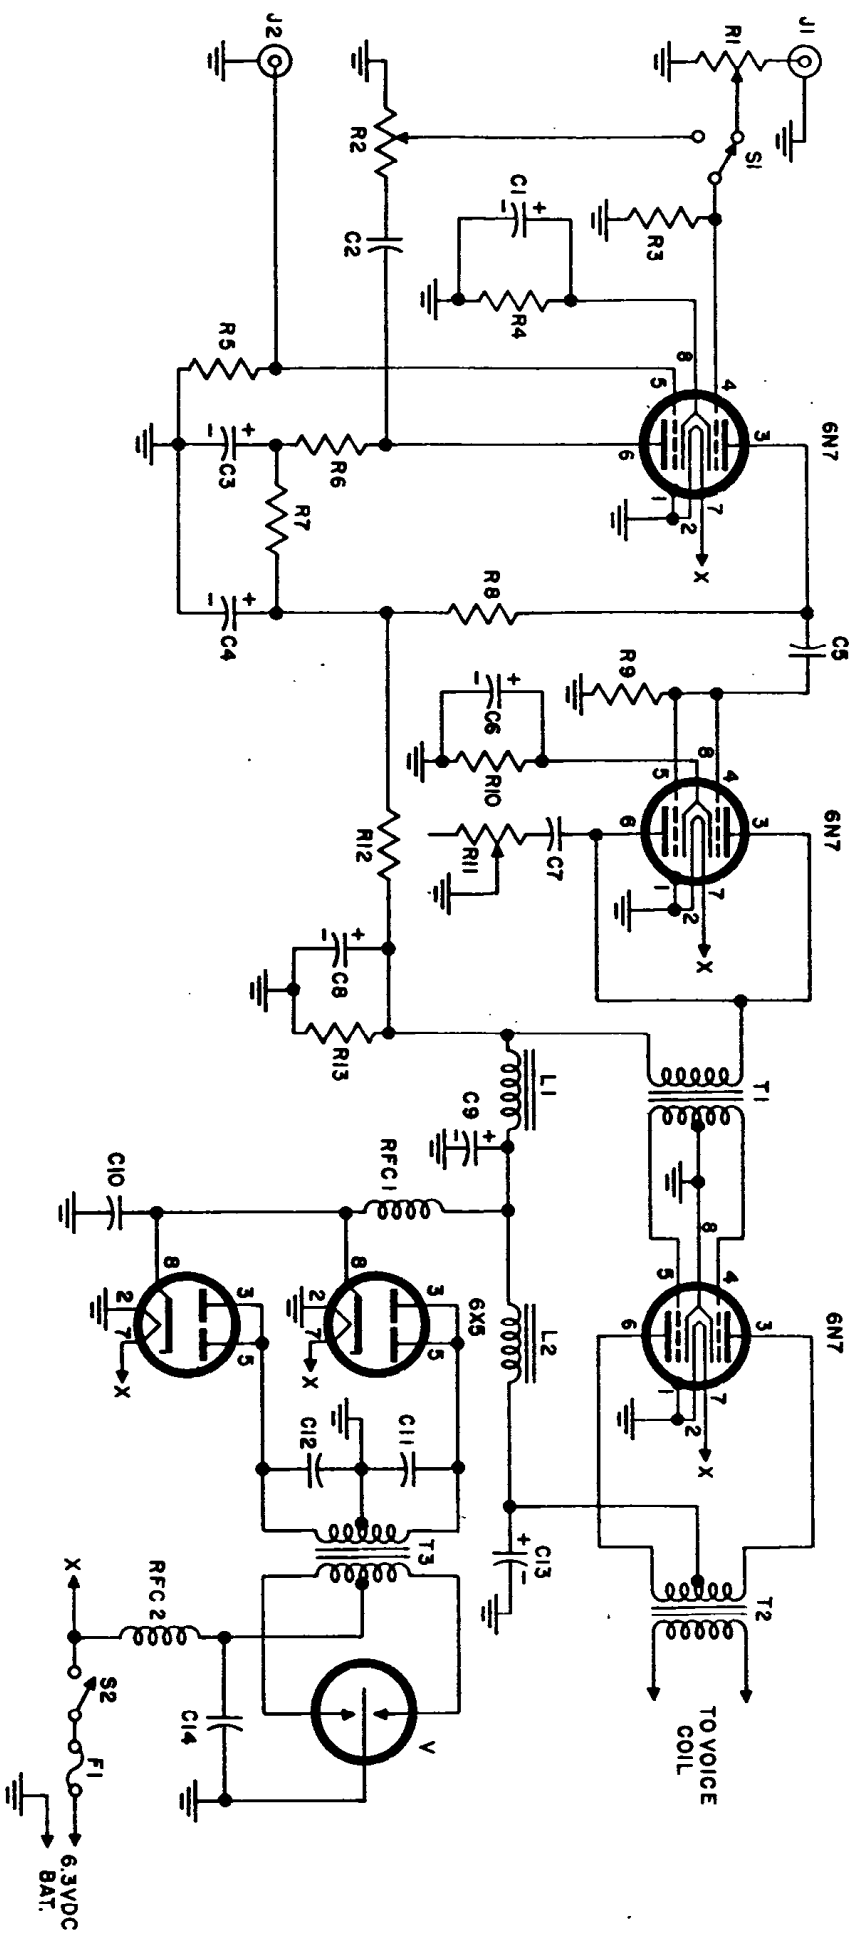 6N7
C5
6N7
6N7
J1
R1
S1
3
3
T1
3
T2
4
7
4
7
4
7
TO VOICE
COIL
8
2
X
8
2
X
8
2
X
R3
5
1
5
1
5
1
6
R9
6
6
C1
R4
R8
C6
R10
C7
L1
L2
C13
R11
C9
6X5
3
5
T3
V
R2
C2
R12
RFC1
8
C11
2
7
X
R6
R7
C8
R13
C12
J2
R5
C3
C4
3
5
8
C14
2
7
X
C10
RFC2
S2
F1
X
6.3VDC
BAT.
+
-
+
-
+
-
+
-
+
-
+
-
+
-